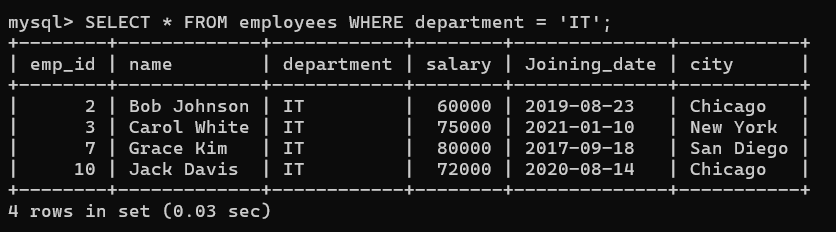 mysql> SELECT * FROM employees WHERE department = 'IT';
+--------+-------------+------------+--------+--------------+-----------+
| emp_id | name        | department | salary | Joining_date | city      |
+--------+-------------+------------+--------+--------------+-----------+
|      2 | Bob Johnson | IT         |  60000 | 2019-08-23   | Chicago   |
|      3 | Carol White | IT         |  75000 | 2021-01-10   | New York  |
|      7 | Grace Kim   | IT         |  80000 | 2017-09-18   | San Diego |
|     10 | Jack Davis  | IT         |  72000 | 2020-08-14   | Chicago   |
+--------+-------------+------------+--------+--------------+-----------+
4 rows in set (0.03 sec)